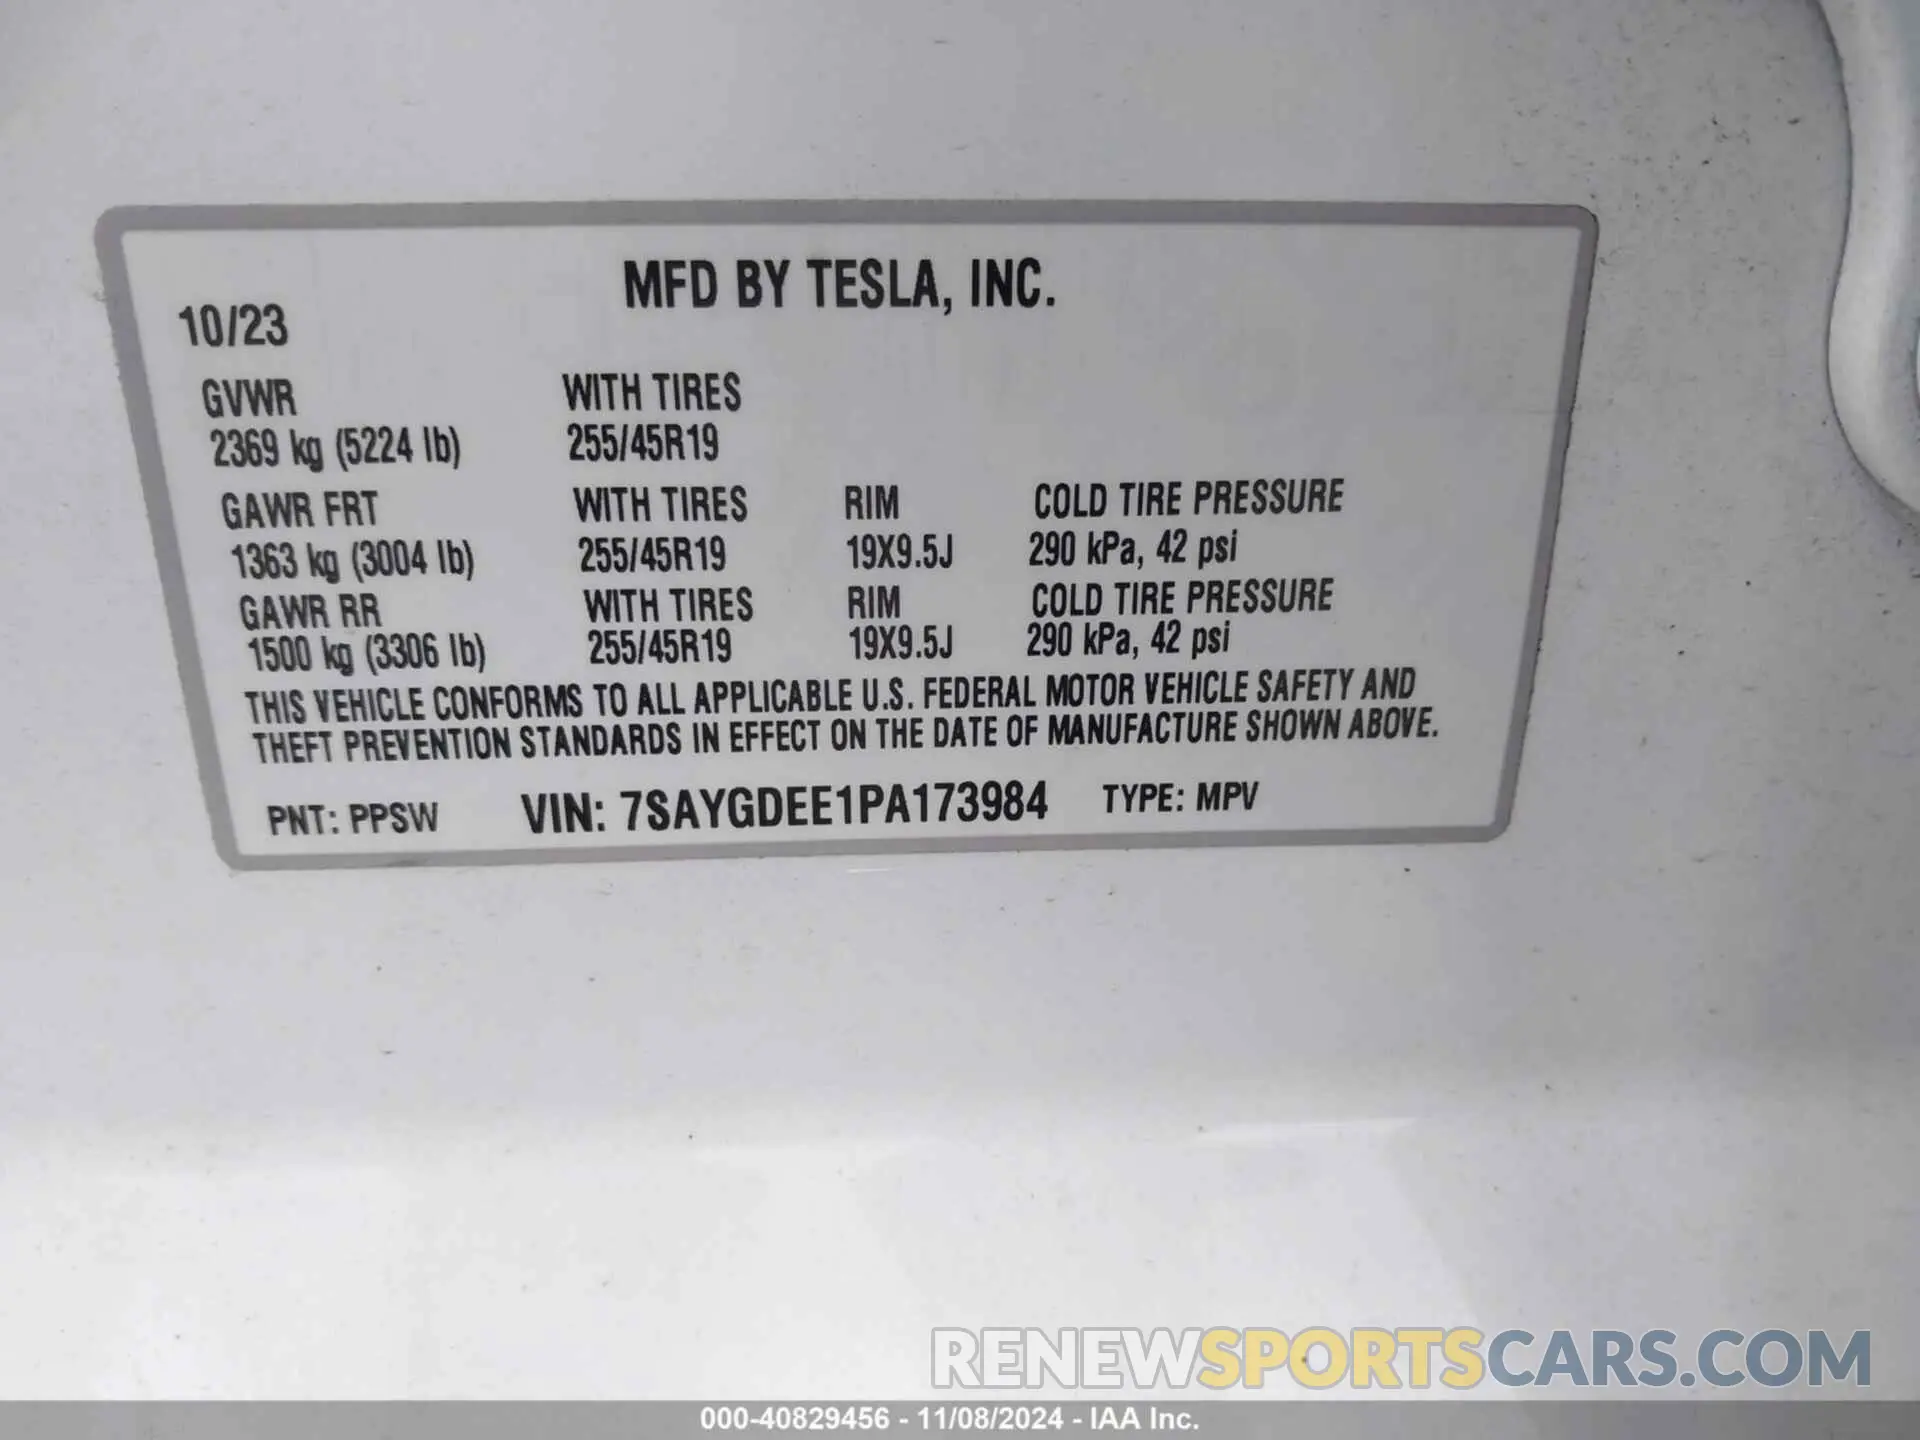 MFD BY TESLA, INC.
10/23
GVWR WITH TIRES
2369 kg (5224 lb) 255/45R19
GAWR FRT WITH TIRES RIM COLD TIRE PRESSURE
1363 kg (3004 lb) 255/45R19 19X9.5J 290 kPa, 42 psi
GAWR RR WITH TIRES RIM COLD TIRE PRESSURE
1500 kg (3306 lb) 255/45R19 19X9.5J 290 kPa, 42 psi
THIS VEHICLE CONFORMS TO ALL APPLICABLE U.S. FEDERAL MOTOR VEHICLE SAFETY AND
THEFT PREVENTION STANDARDS IN EFFECT ON THE DATE OF MANUFACTURE SHOWN ABOVE.
PNT: PPSW VIN: 7SAYGDEE1PA173984 TYPE: MPV
RENEWSPORTSCARS.COM
000-40829456 - 11/08/2024 - IAA Inc.